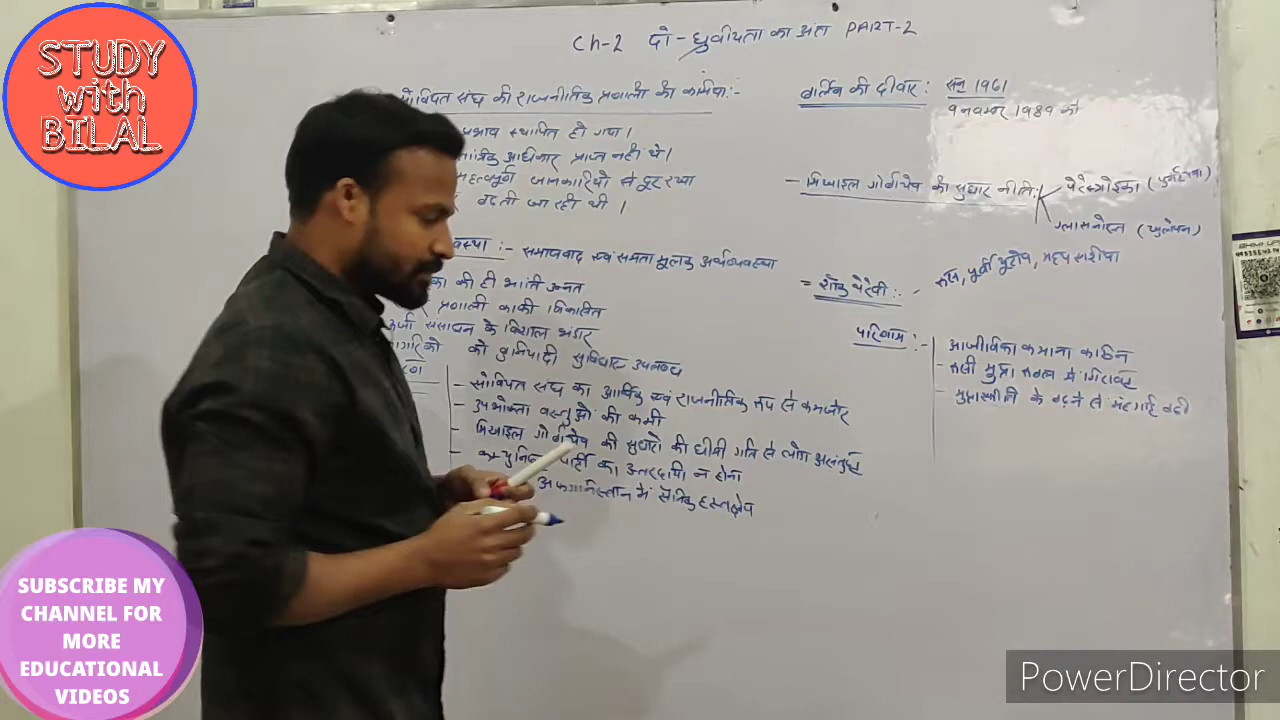 STUDY
with
BILAL
Ch-2 दो-ध्रुवीयता का अंत PART-2
सोवियत संघ की राजनीतिक प्रणाली की कमियां:-
प्रभाव स्थापित हो गया।
अधिकार प्राप्त नहीं थे।
महत्वपूर्ण जानकारियो से दूर रखा
बढ़ती जा रही थी।
:- समाजवाद एवं समता मूलक अर्थव्यवस्था
का की ही भांति उन्नत
प्रणाली काफी विकसित
ऊर्जा संसाधन के विशाल भंडार
को बुनियादी सुविधाए उपलब्ध
- सोवियत संघ का आर्थिक एवं राजनीतिक रूप से कमजोर
- उपभोक्ता वस्तुओं की कमी
- मिखाइल गोर्बाचेव की सुधारो की धीमी गति से लोग असंतुष्ट
- पार्टी का उत्तरदायी न होना
अफगानिस्तान में सैनिक हस्तक्षेप
बर्लिन की दीवार: सन् 1961
9 नवम्बर 1989 को
- मिखाइल गोर्बाचेव की सुधार नीति: पेरेस्त्रोइका (पुनर्रचना)
ग्लासनोस्त (खुलेपन)
= शॉक थेरेपी:- रूस, पूर्वी यूरोप, मध्य एशिया
परिणाम:-
आजीविका कमाना कठिन
- रूसी मुद्रा रूबल में गिरावट
- मुद्रास्फीति के बढ़ने से मंहगाई बढ़ी
SUBSCRIBE MY
CHANNEL FOR
MORE
EDUCATIONAL
VIDEOS
PowerDirector